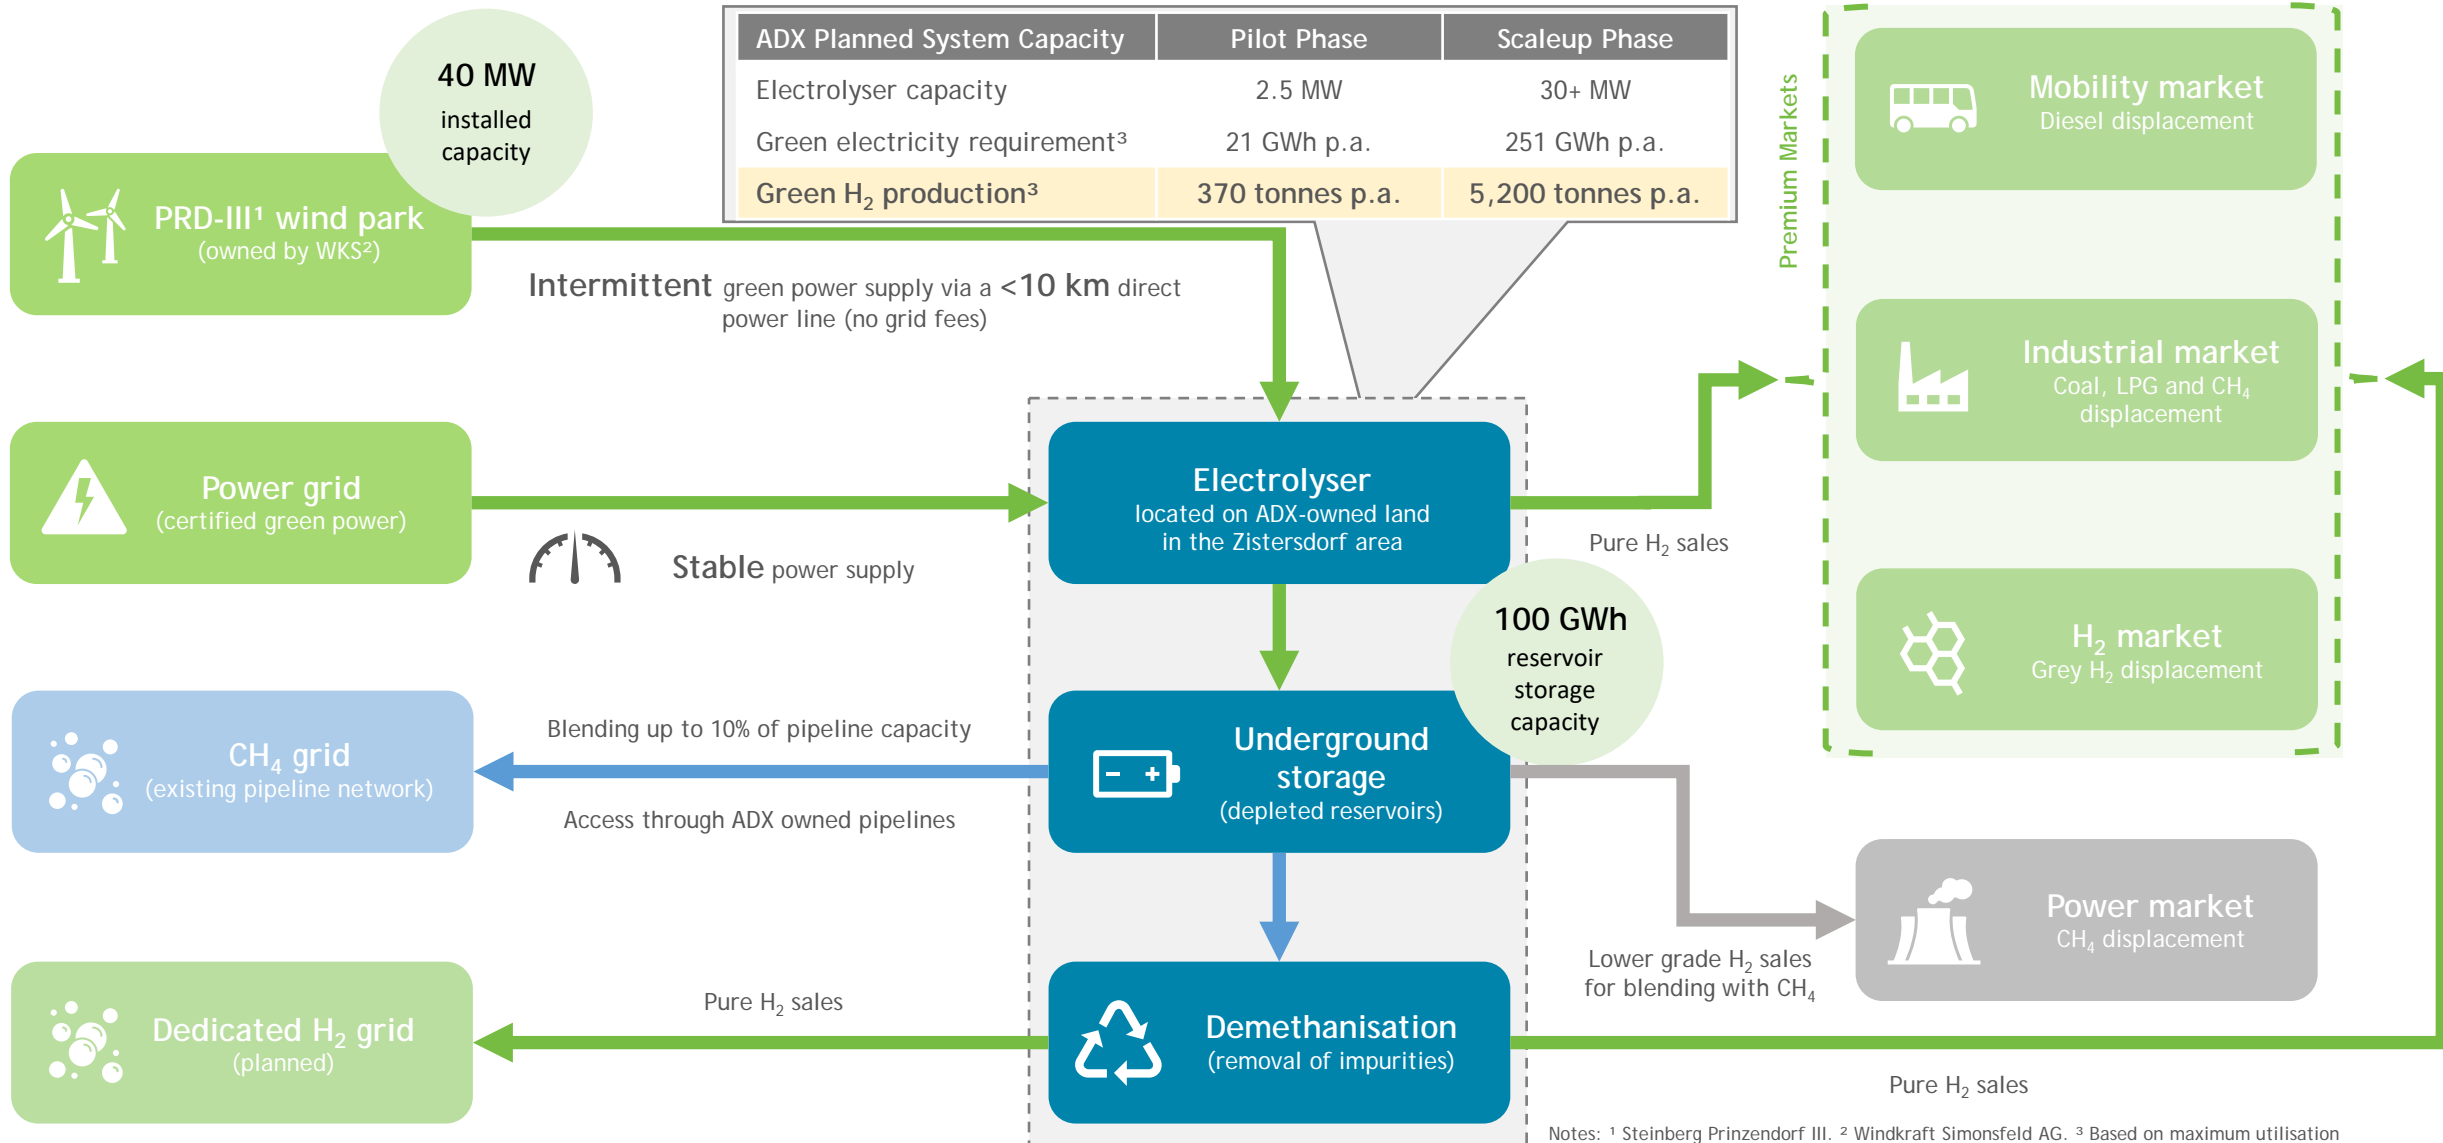 ADX Planned System Capacity Pilot Phase Scaleup Phase
Electrolyser capacity 2.5 MW 30+ MW
Green electricity requirement³ 21 GWh p.a. 251 GWh p.a.
Green H₂ production³ 370 tonnes p.a. 5,200 tonnes p.a.
40 MW
installed
capacity
PRD-III¹ wind park
(owned by WKS²)
Intermittent green power supply via a <10 km direct
power line (no grid fees)
Premium Markets
Mobility market
Diesel displacement
Industrial market
Coal, LPG and CH₄
displacement
H₂ market
Grey H₂ displacement
Power grid
(certified green power)
Stable power supply
Electrolyser
located on ADX-owned land
in the Zistersdorf area
Pure H₂ sales
100 GWh
reservoir
storage
capacity
CH₄ grid
(existing pipeline network)
Blending up to 10% of pipeline capacity
Access through ADX owned pipelines
Underground
storage
(depleted reservoirs)
Power market
CH₄ displacement
Lower grade H₂ sales
for blending with CH₄
Dedicated H₂ grid
(planned)
Pure H₂ sales
Demethanisation
(removal of impurities)
Pure H₂ sales
Notes: ¹ Steinberg Prinzendorf III. ² Windkraft Simonsfeld AG. ³ Based on maximum utilisation